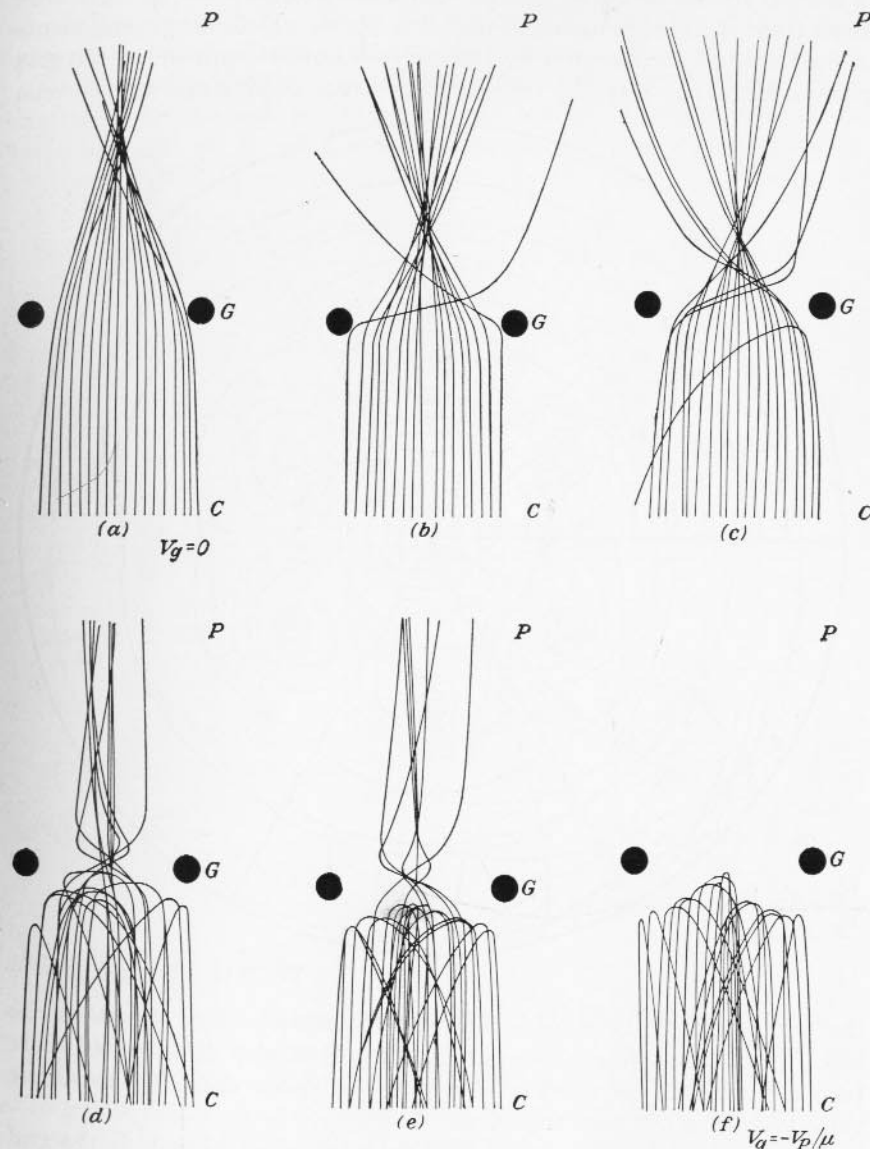 P P P
G G G
C C C
(a) (b) (c)
Vg=0
P P P
G G G
C C C
(d) (e) (f)
Vg=-Vp/μ